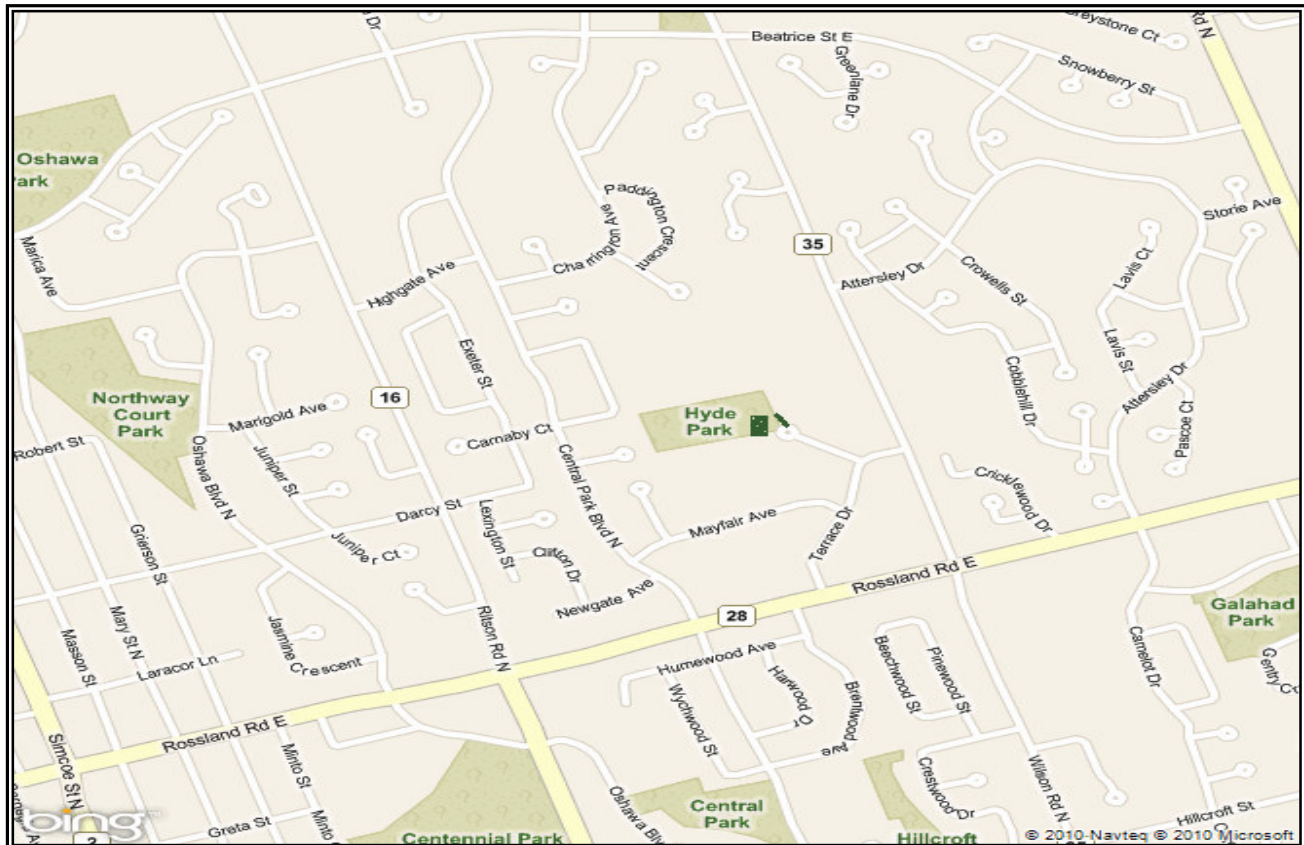 Greystone Ct
Rd N
Dr
Beatrice St E
Greenlane Dr
Snowberry St
Oshawa
Park
Paddington Crescent
Storie Ave
Charrington Ave
35
Marica Ave
Highgate Ave
Attersley Dr
Crowells St
Lavis Ct
Exeter St
Lavis St
Northway
Court
Park
16
Cobblehill Dr
Attersley Dr
Marigold Ave
Hyde
Park
Carnaby Ct
Pascoe Ct
Robert St
Juniper St
Oshawa Blvd N
Central Park Blvd N
Cricklewood Dr
Darcy St
Lexington St
Mayfair Ave
Grierson St
Juniper Ct
Clifton Dr
Terrace Dr
Newgate Ave
Rossland Rd E
28
Galahad
Park
Mary St N
Masson St
Jasmine Crescent
Ritson Rd N
Laracor Ln
Humewood Ave
Harwood Dr
Brentwood Ave
Beechwood St
Pinewood St
Camelot Dr
Gentry
Wychwood St
Rossland Rd E
Simcoe St N
Minto St
Crestwood Dr
Wilson Rd N
Oshawa Blv
Central
Park
Hillcroft St
bing
Greta St
Minto
Centennial Park
Hillcroft
2
© 2010 Navteq © 2010 Microsoft